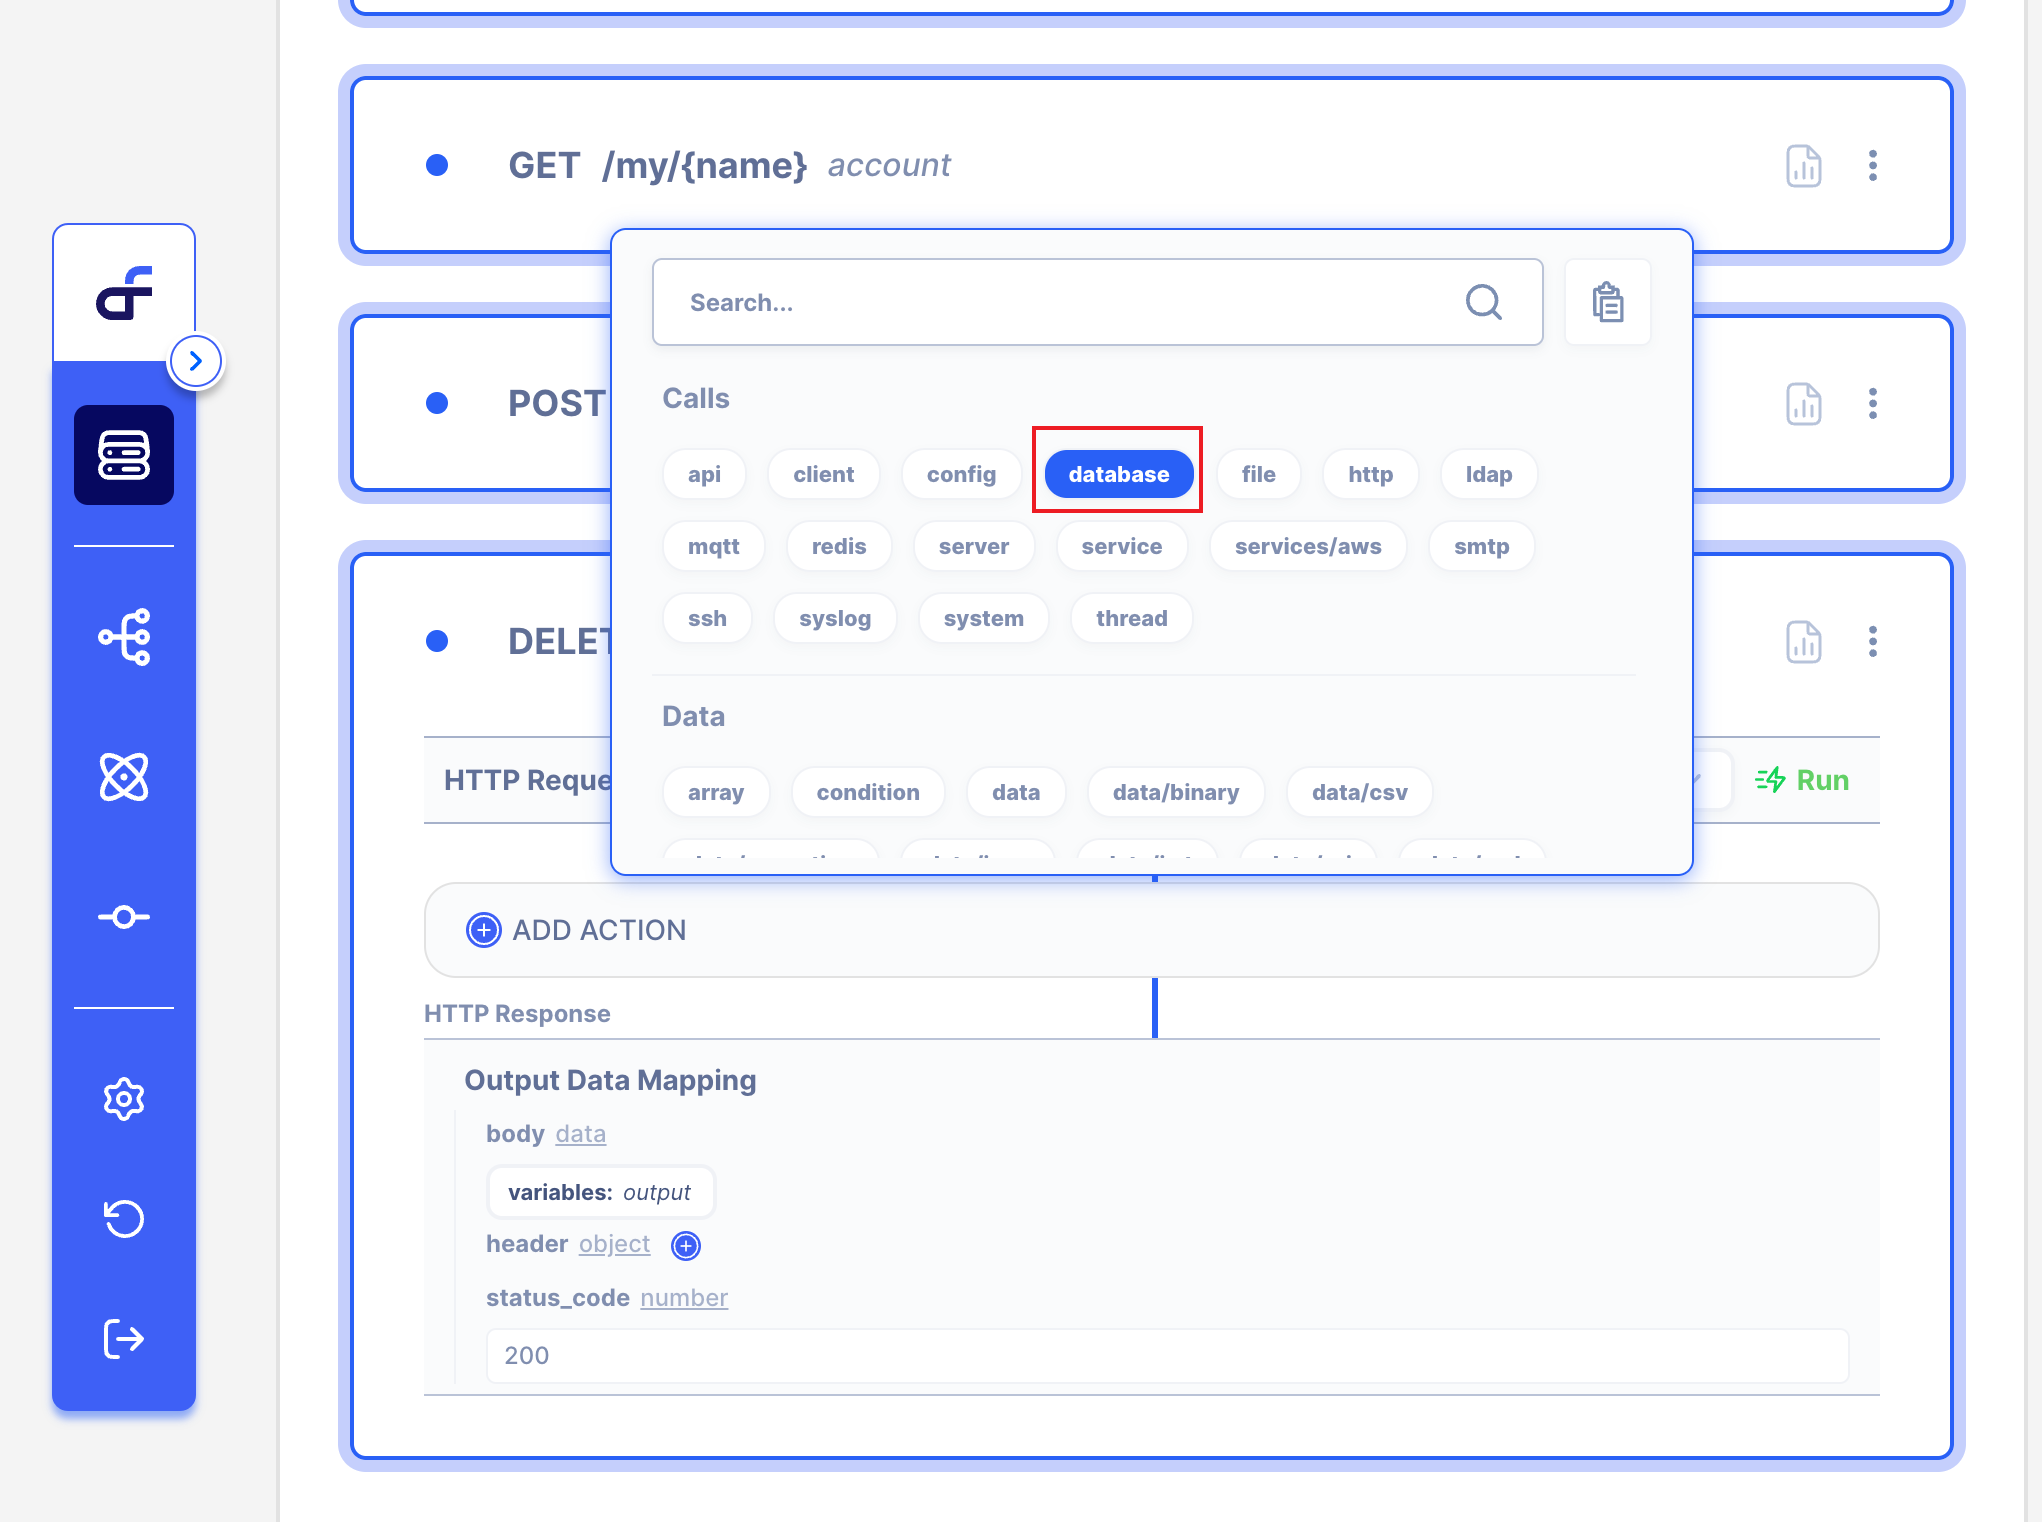 GET /my/{name} account
Search...
POST
Calls
api client config database file http ldap
mqtt redis server service services/aws smtp
ssh syslog system thread
DELET
Data
HTTP Reque
Run
array condition data data/binary data/csv
ADD ACTION
HTTP Response
Output Data Mapping
body data
variables: output
header object
status_code number
200